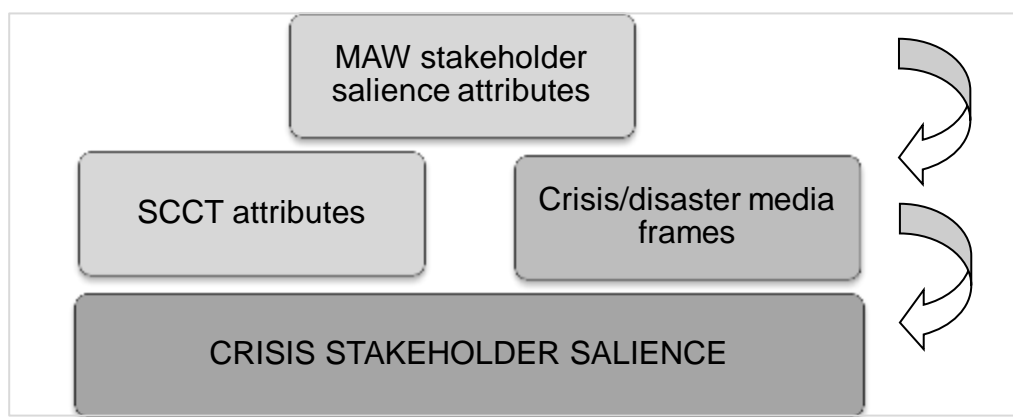 MAW stakeholder
salience attributes
SCCT attributes
Crisis/disaster media
frames
CRISIS STAKEHOLDER SALIENCE